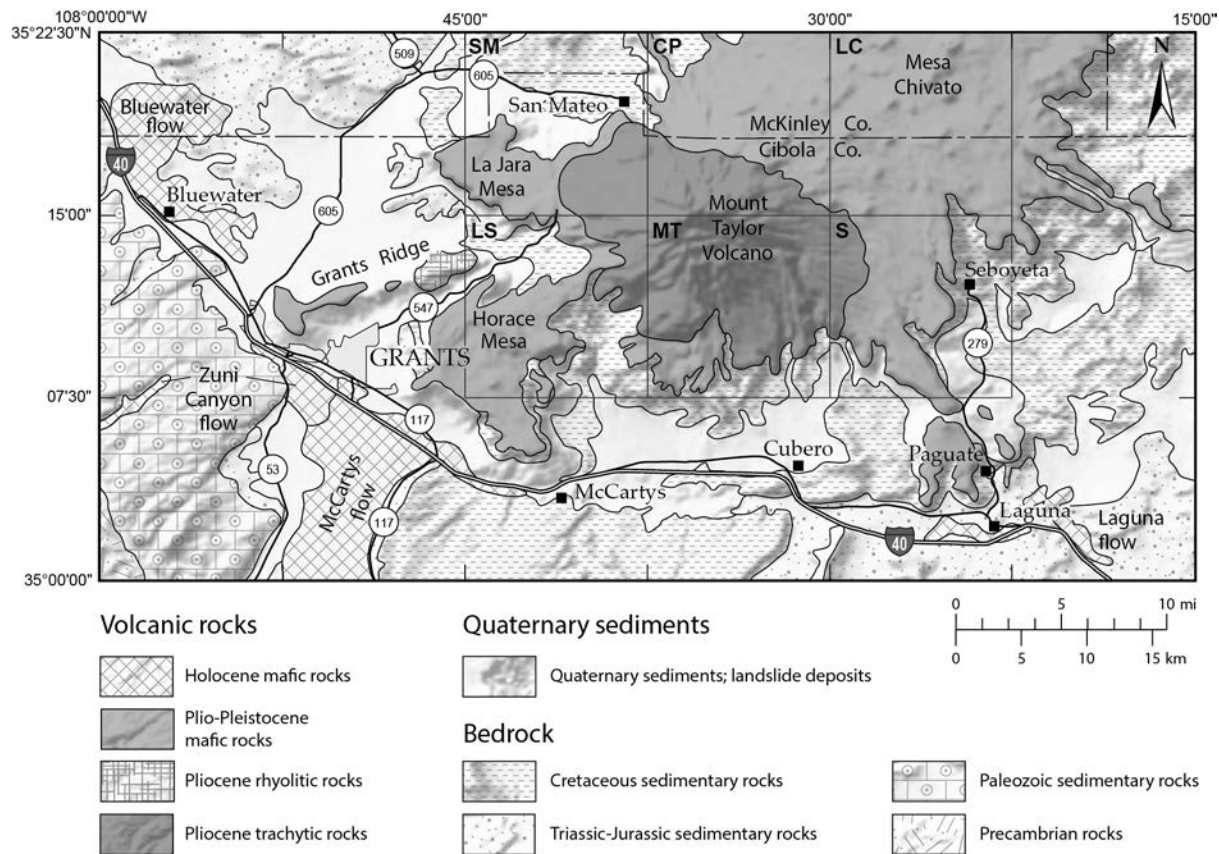 108°00'00"W
45'00"
30'00"
15'00"
35°22'30"N
509
SM
CP
LC
N
605
Mesa
Chivato
San Mateo
Bluewater
flow
McKinley Co.
Cibola Co.
40
La Jara
Mesa
Bluewater
605
Mount
Taylor
Volcano
15'00"
LS
MT
S
Grants Ridge
Seboyeta
547
Horace
Mesa
279
GRANTS
Zuni
Canyon
flow
07'30"
117
Cubero
Paguate
53
McCartys
flow
McCartys
117
Laguna
Laguna
flow
40
35°00'00"
0 5 10 mi
0 5 10 15 km
Volcanic rocks
Holocene mafic rocks
Plio-Pleistocene
mafic rocks
Pliocene rhyolitic rocks
Pliocene trachytic rocks
Quaternary sediments
Quaternary sediments; landslide deposits
Bedrock
Cretaceous sedimentary rocks
Triassic-Jurassic sedimentary rocks
Paleozoic sedimentary rocks
Precambrian rocks